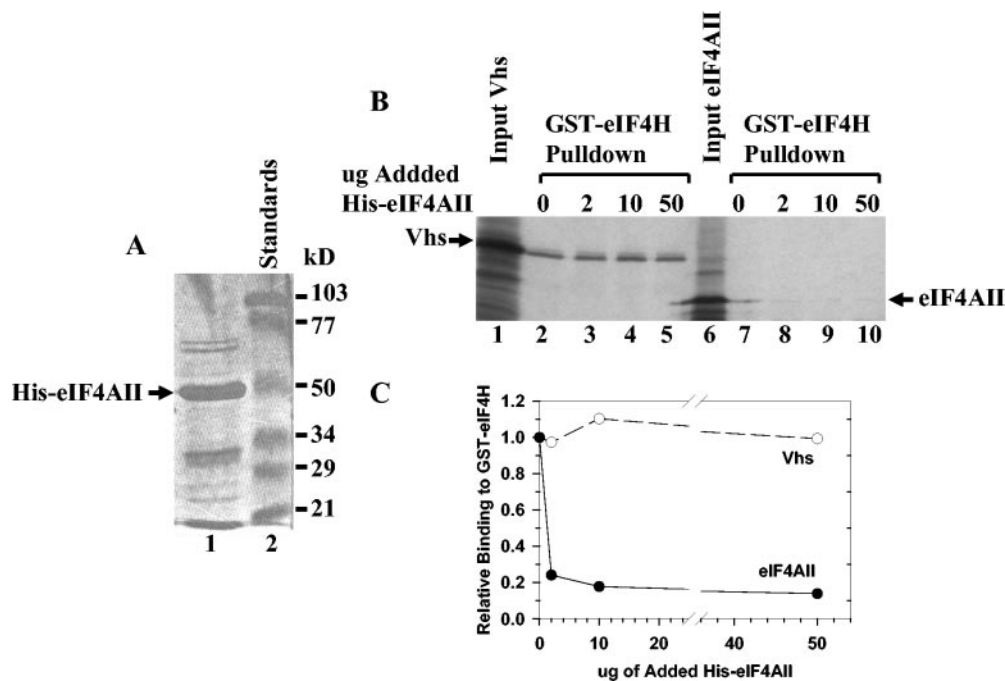 A
Standards
kD
103
77
His-eIF4AII
50
34
29
21
1 2
B
Input Vhs
GST-eIF4H
Pulldown
Input eIF4AII
GST-eIF4H
Pulldown
ug Addded
His-eIF4AII
0 2 10 50 0 2 10 50
Vhs
eIF4AII
1 2 3 4 5 6 7 8 9 10
C
Relative Binding to GST-eIF4H
1.2
1.0
0.8
0.6
0.4
0.2
0.0
Vhs
eIF4AII
0 10 20 40 50
ug of Added His-eIF4AII